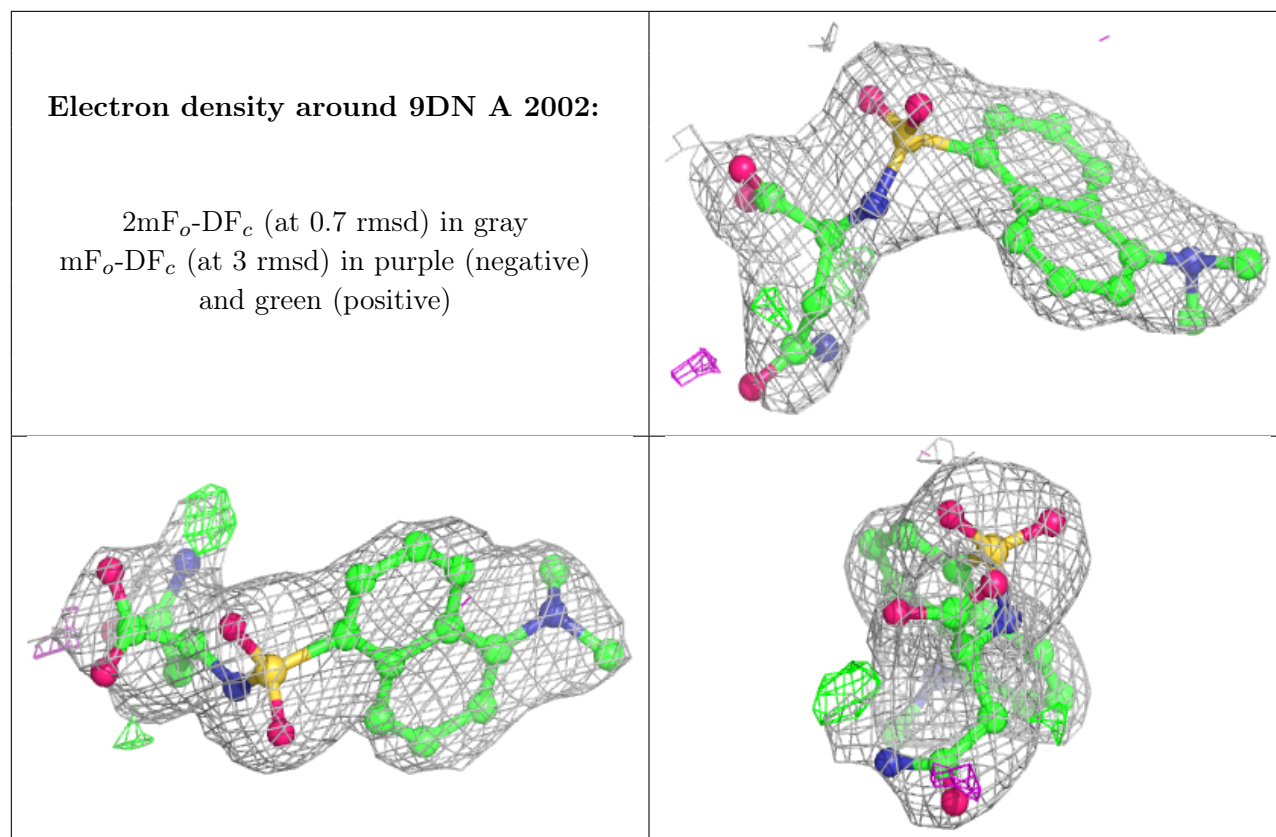 Electron density around 9DN A 2002:
2mFₒ-DF𝒸 (at 0.7 rmsd) in gray
mFₒ-DF𝒸 (at 3 rmsd) in purple (negative)
and green (positive)